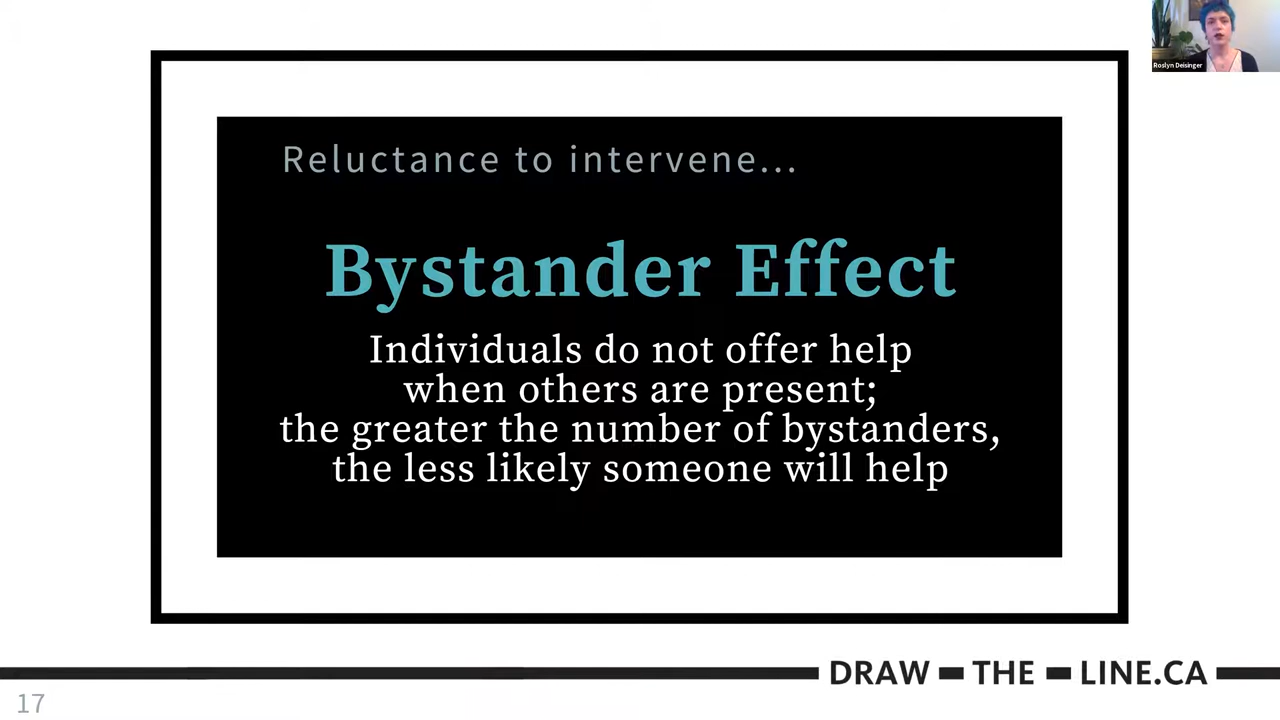 Roslyn Deisinger
Reluctance to intervene...
Bystander Effect
Individuals do not offer help
when others are present;
the greater the number of bystanders,
the less likely someone will help
DRAW THE LINE.CA
17